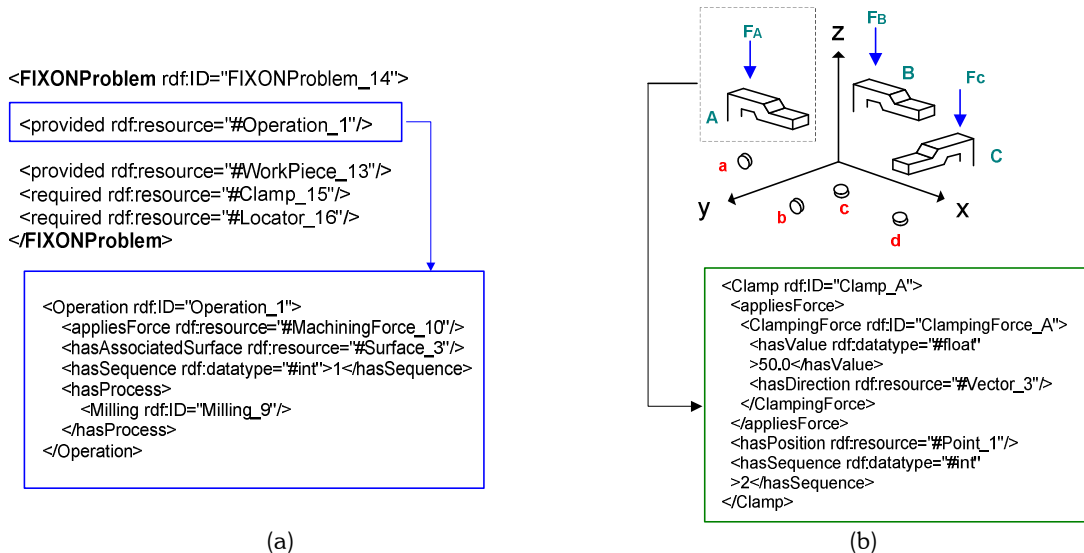 <FIXONProblem rdf:ID="FIXONProblem_14">
<provided rdf:resource="#Operation_1"/>
<provided rdf:resource="#WorkPiece_13"/>
<required rdf:resource="#Clamp_15"/>
<required rdf:resource="#Locator_16"/>
</FIXONProblem>
<Operation rdf:ID="Operation_1">
<appliesForce rdf:resource="#MachiningForce_10"/>
<hasAssociatedSurface rdf:resource="#Surface_3"/>
<hasSequence rdf:datatype="#int">1</hasSequence>
<hasProcess>
<Milling rdf:ID="Milling_9"/>
</hasProcess>
</Operation>
(a)
FA
FB
Z
Fc
B
A
C
a
y
b
c
x
d
<Clamp rdf:ID="Clamp_A">
<appliesForce>
<ClampingForce rdf:ID="ClampingForce_A">
<hasValue rdf:datatype="#float"
>50.0</hasValue>
<hasDirection rdf:resource="#Vector_3"/>
</ClampingForce>
</appliesForce>
<hasPosition rdf:resource="#Point_1"/>
<hasSequence rdf:datatype="#int"
>2</hasSequence>
</Clamp>
(b)